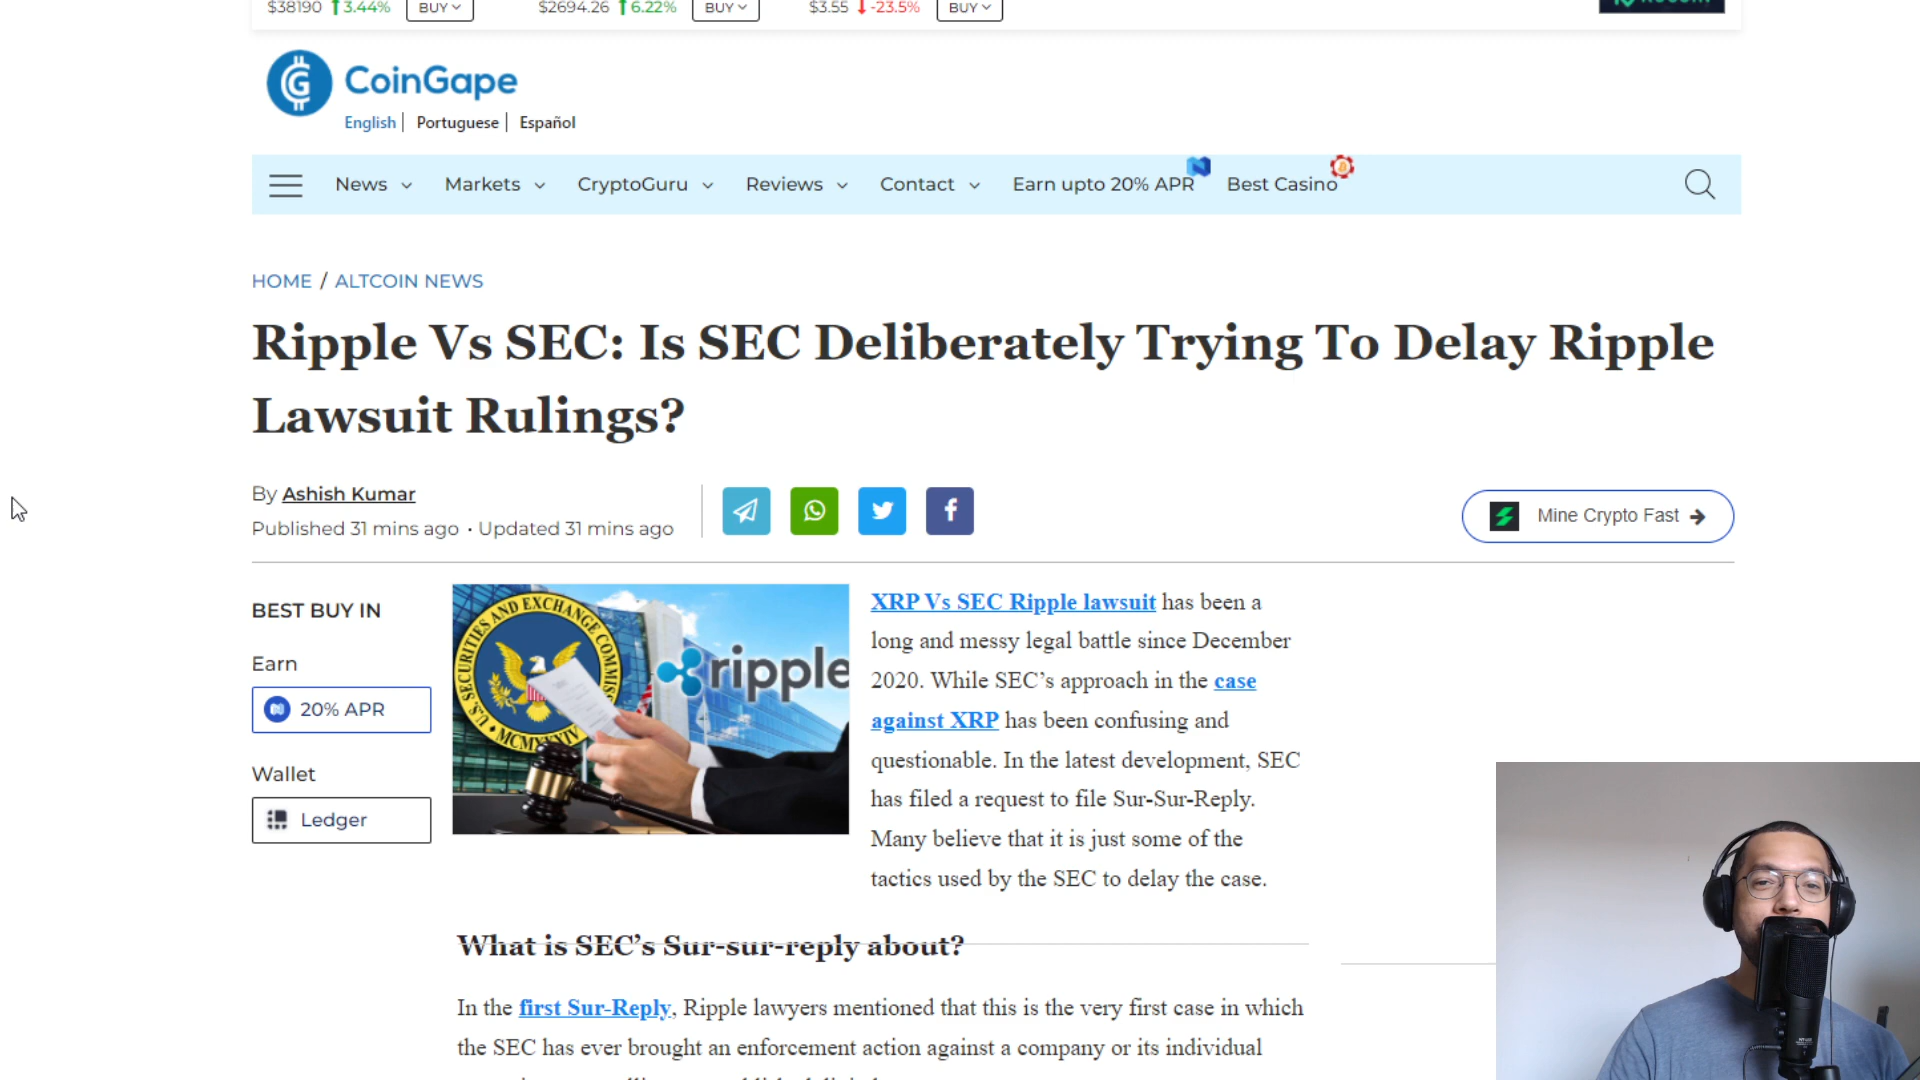 $38190 3.44% BUY $2694.26 6.22% BUY $3.55 -23.5% BUY
CoinGape
English | Portuguese | Español
News Markets CryptoGuru Reviews Contact Earn upto 20% APR Best Casino
HOME / ALTCOIN NEWS
Ripple Vs SEC: Is SEC Deliberately Trying To Delay Ripple
Lawsuit Rulings?
By Ashish Kumar
Published 31 mins ago • Updated 31 mins ago
Mine Crypto Fast
BEST BUY IN
Earn
20% APR
Wallet
Ledger
U.S. SECURITIES AND EXCHANGE COMMIS
MCMXXXIV
ripple
XRP Vs SEC Ripple lawsuit has been a
long and messy legal battle since December
2020. While SEC’s approach in the case
against XRP has been confusing and
questionable. In the latest development, SEC
has filed a request to file Sur-Sur-Reply.
Many believe that it is just some of the
tactics used by the SEC to delay the case.
What is SEC’s Sur-sur-reply about?
In the first Sur-Reply, Ripple lawyers mentioned that this is the very first case in which
the SEC has ever brought an enforcement action against a company or its individual